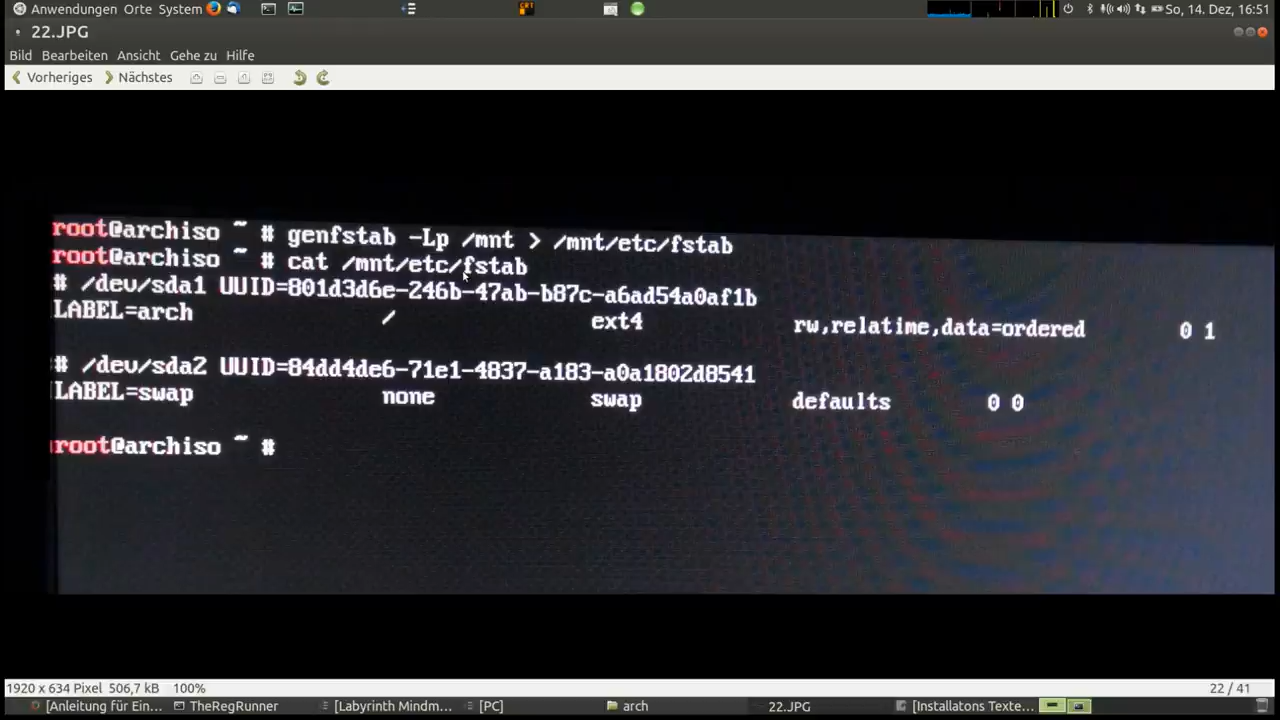 Anwendungen Orte System So, 14. Dez, 16:51
22.JPG
Bild Bearbeiten Ansicht Gehe zu Hilfe
Vorheriges Nächstes
root@archiso ~ # genfstab -Lp /mnt > /mnt/etc/fstab
root@archiso ~ # cat /mnt/etc/fstab
# /dev/sda1 UUID=801d3d6e-246b-47ab-b87c-a6ad54a0af1b
LABEL=arch / ext4 rw,relatime,data=ordered 0 1
# /dev/sda2 UUID=84dd4de6-71e1-4837-a183-a0a1802d8541
LABEL=swap none swap defaults 0 0
root@archiso ~ #
1920 x 634 Pixel 506,7 kB 100% 22 / 41
[Anleitung für Ein... TheRegRunner [Labyrinth Mindm... [PC] arch 22.JPG [Installatons Texte...